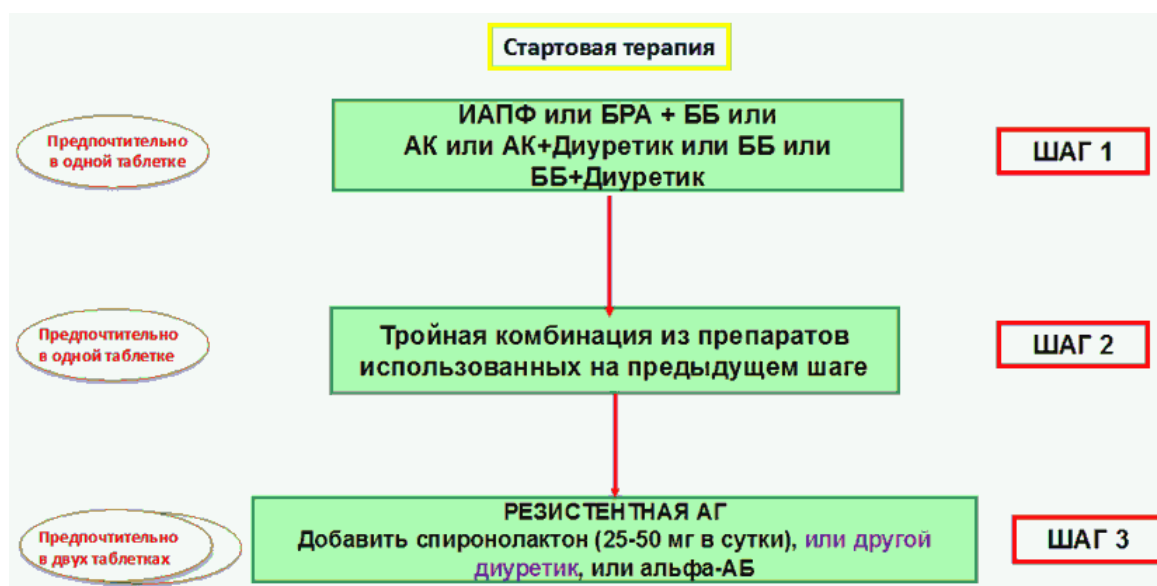 Стартовая терапия
Предпочтительно
в одной таблетке
ИАПФ или БРА + ББ или
АК или АК+Диуретик или ББ или
ББ+Диуретик
ШАГ 1
Предпочтительно
в одной таблетке
Тройная комбинация из препаратов
использованных на предыдущем шаге
ШАГ 2
Предпочтительно
в двух таблетках
РЕЗИСТЕНТНАЯ АГ
Добавить спиронолактон (25-50 мг в сутки), или другой
диуретик, или альфа-АБ
ШАГ 3